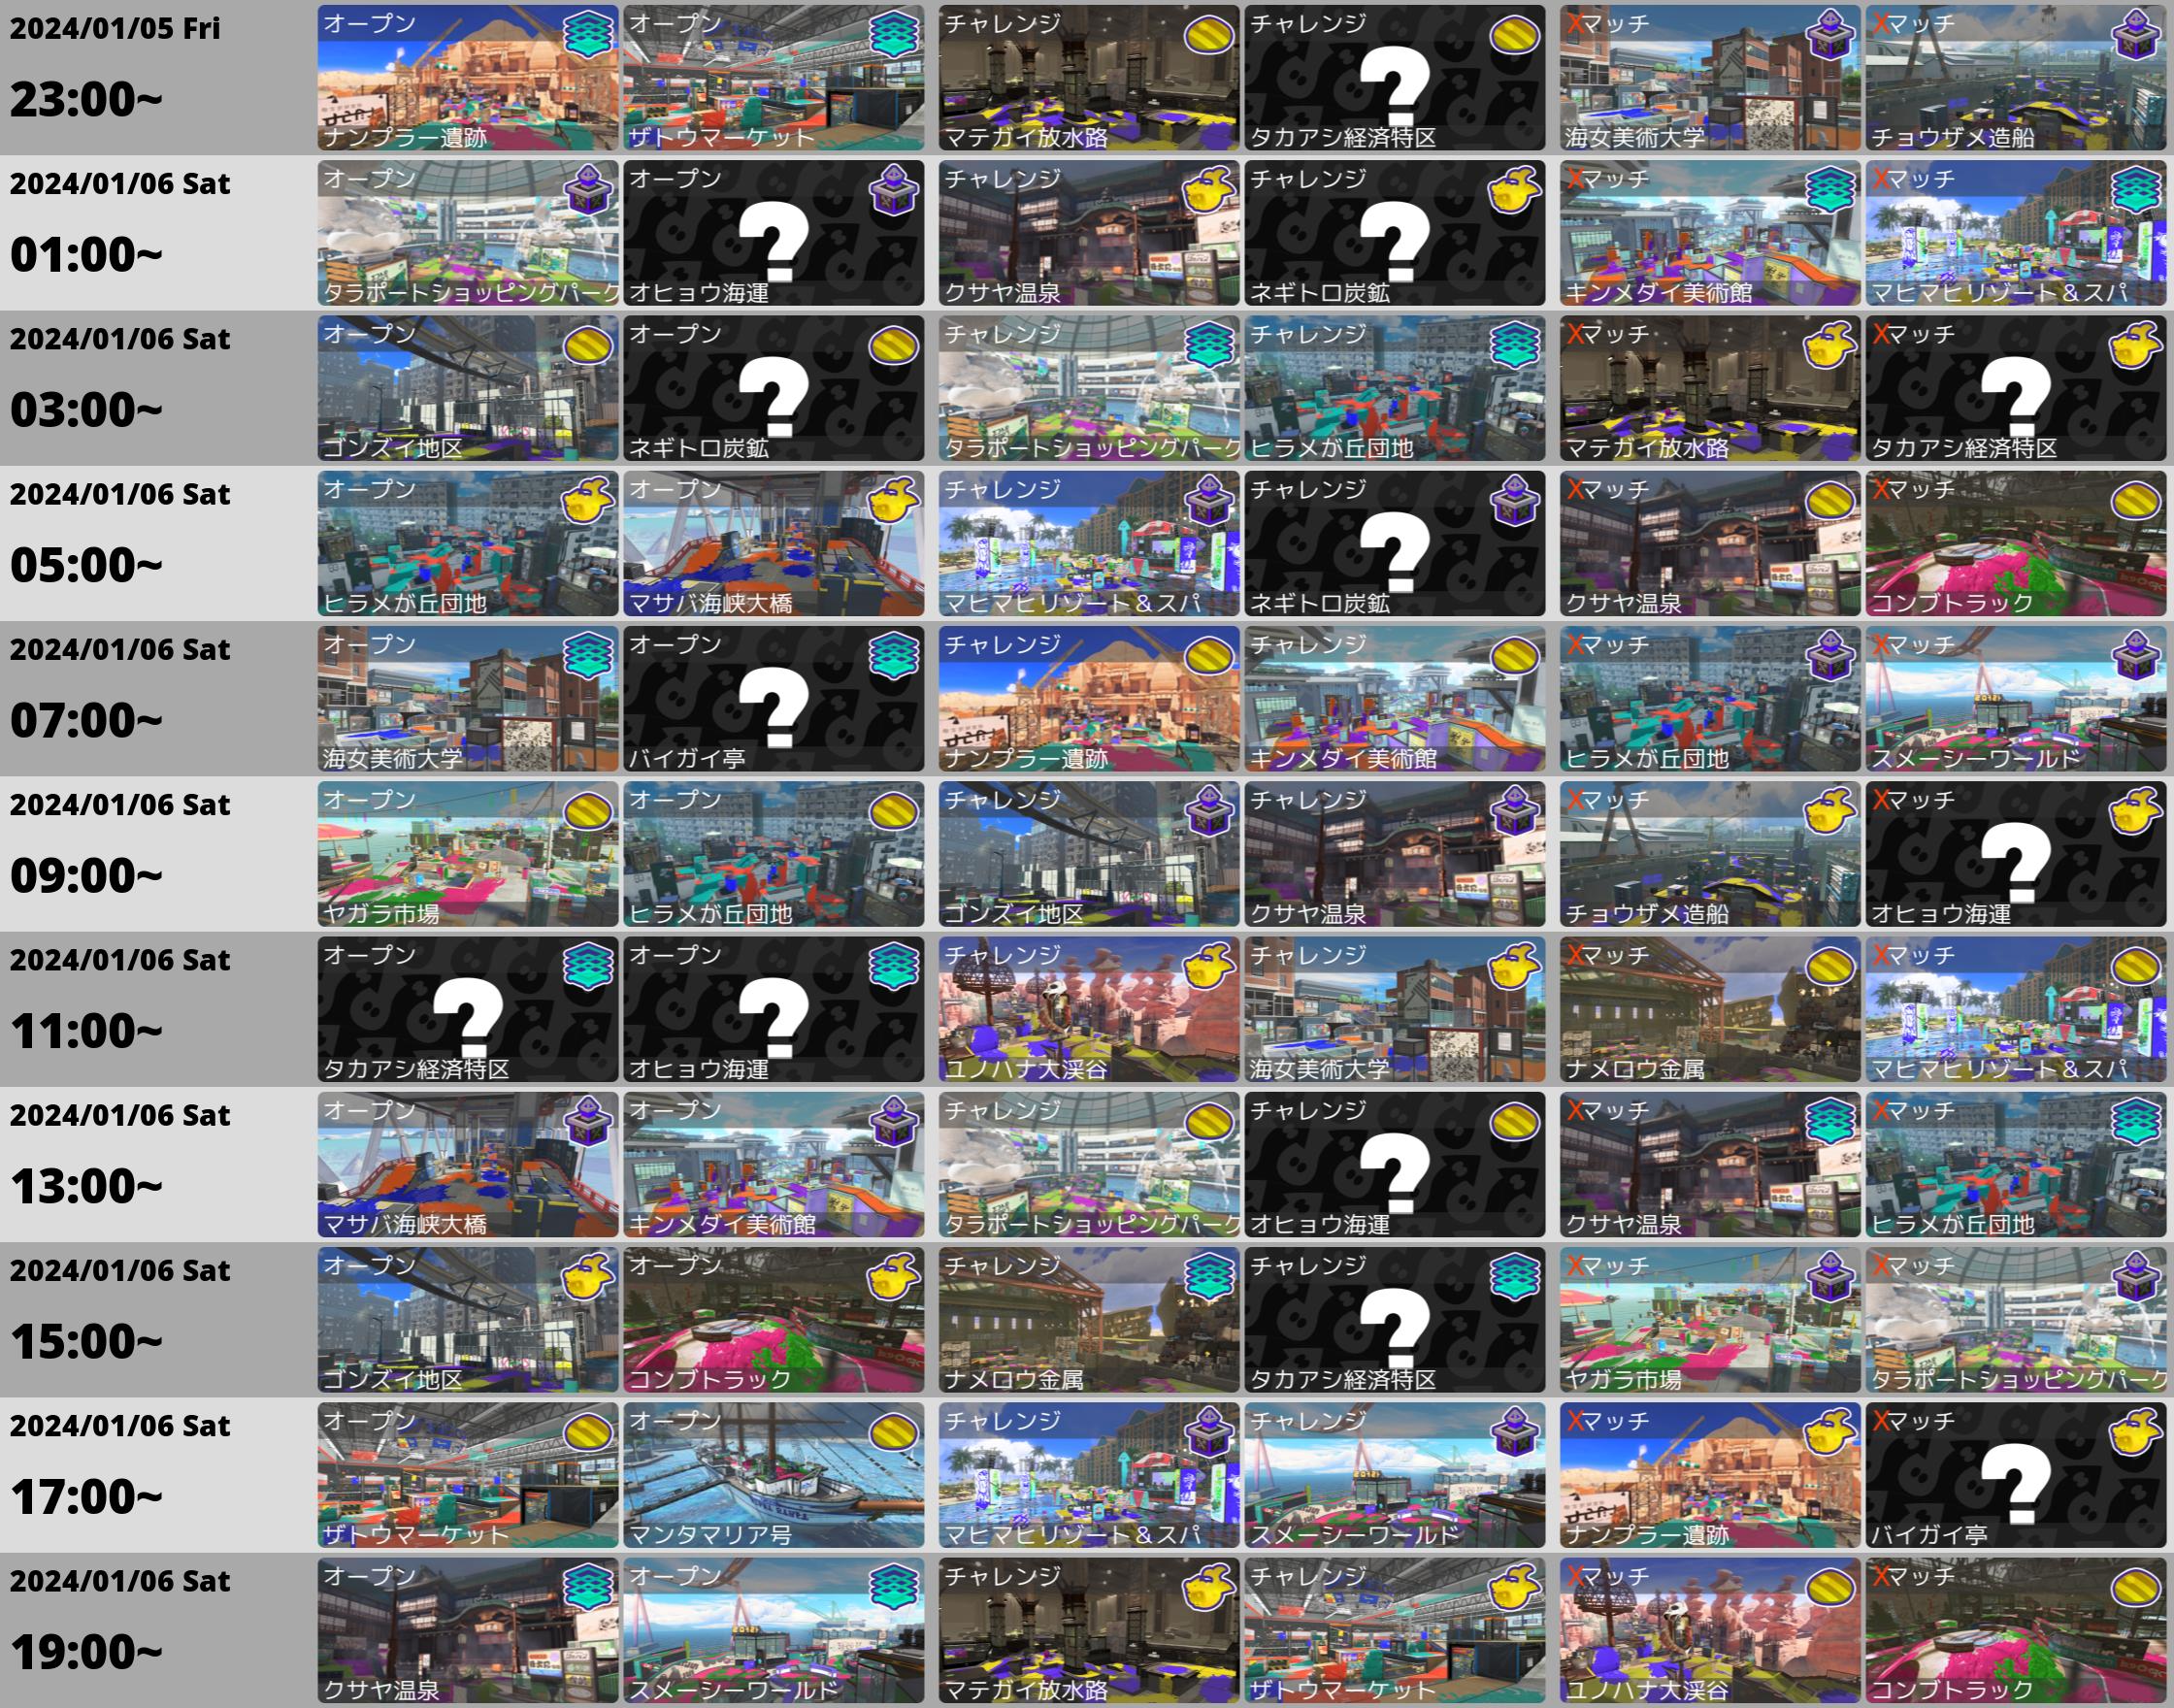 2024/01/05 Fri
23:00~
オープン オープン チャレンジ チャレンジ Xマッチ Xマッチ
ナンプラー遺跡 ザトウマーケット マテガイ放水路 タカアシ経済特区 海女美術大学 チョウザメ造船
2024/01/06 Sat
01:00~
オープン オープン チャレンジ チャレンジ Xマッチ Xマッチ
タラポートショッピングパーク オヒョウ海運 クサヤ温泉 ネギトロ炭鉱 キンメダイ美術館 マヒマヒリゾート＆スパ
2024/01/06 Sat
03:00~
オープン オープン チャレンジ チャレンジ Xマッチ Xマッチ
ゴンズイ地区 ネギトロ炭鉱 タラポートショッピングパーク ヒラメが丘団地 マテガイ放水路 タカアシ経済特区
2024/01/06 Sat
05:00~
オープン オープン チャレンジ チャレンジ Xマッチ Xマッチ
ヒラメが丘団地 マサバ海峡大橋 マヒマヒリゾート＆スパ ネギトロ炭鉱 クサヤ温泉 コンブトラック
2024/01/06 Sat
07:00~
オープン オープン チャレンジ チャレンジ Xマッチ Xマッチ
海女美術大学 バイガイ亭 ナンプラー遺跡 キンメダイ美術館 ヒラメが丘団地 スメーシーワールド
2024/01/06 Sat
09:00~
オープン オープン チャレンジ チャレンジ Xマッチ Xマッチ
ヤガラ市場 ヒラメが丘団地 ゴンズイ地区 クサヤ温泉 チョウザメ造船 オヒョウ海運
2024/01/06 Sat
11:00~
オープン オープン チャレンジ チャレンジ Xマッチ Xマッチ
タカアシ経済特区 オヒョウ海運 ユノハナ大渓谷 海女美術大学 ナメロウ金属 マヒマヒリゾート＆スパ
2024/01/06 Sat
13:00~
オープン オープン チャレンジ チャレンジ Xマッチ Xマッチ
マサバ海峡大橋 キンメダイ美術館 タラポートショッピングパーク オヒョウ海運 クサヤ温泉 ヒラメが丘団地
2024/01/06 Sat
15:00~
オープン オープン チャレンジ チャレンジ Xマッチ Xマッチ
ゴンズイ地区 コンブトラック ナメロウ金属 タカアシ経済特区 ヤガラ市場 タラポートショッピングパーク
2024/01/06 Sat
17:00~
オープン オープン チャレンジ チャレンジ Xマッチ Xマッチ
ザトウマーケット マンタマリア号 マヒマヒリゾート＆スパ スメーシーワールド ナンプラー遺跡 バイガイ亭
2024/01/06 Sat
19:00~
オープン オープン チャレンジ チャレンジ Xマッチ Xマッチ
クサヤ温泉 スメーシーワールド マテガイ放水路 ザトウマーケット ユノハナ大渓谷 コンブトラック